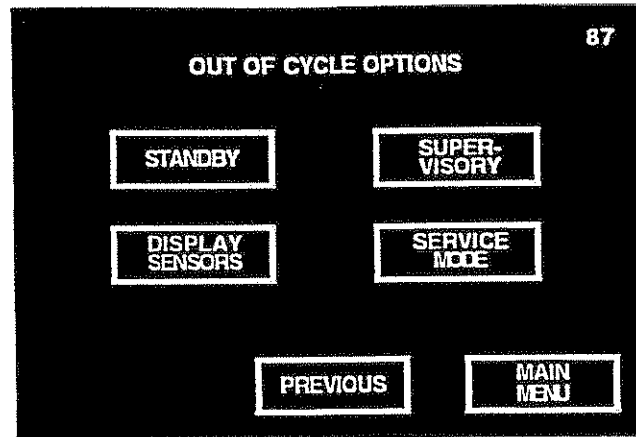 87
OUT OF CYCLE OPTIONS
STANDBY
SUPER-
VISORY
DISPLAY
SENSORS
SERVICE
MODE
PREVIOUS
MAIN
MENU